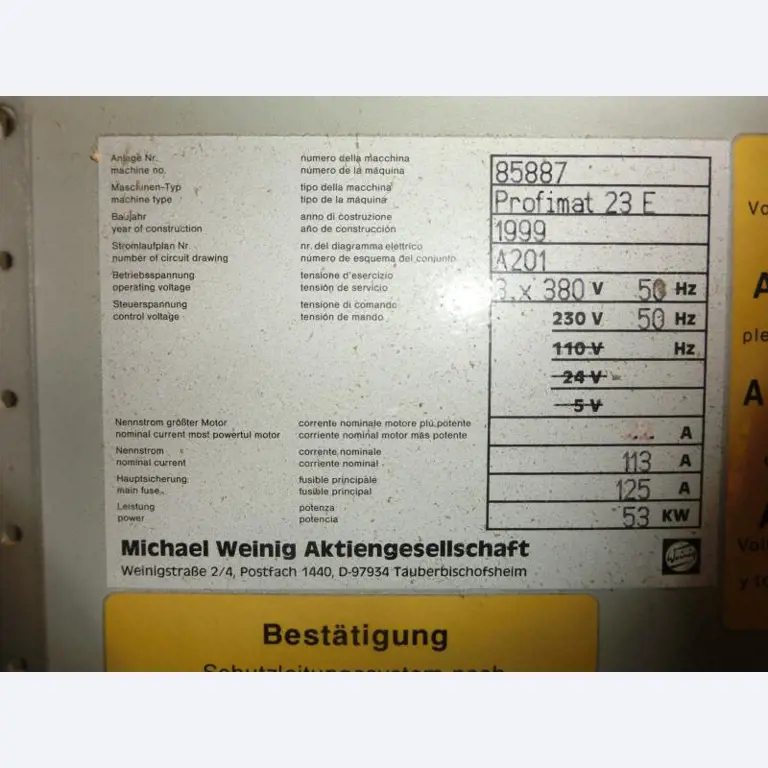 Anlage Nr. numero della macchina 85887
machine no. número de la máquina
Maschinen-Typ tipo della macchina Profimat 23 E
machine type tipo de la máquina
Baujahr anno di costruzione 1999
year of construction año de construcción
Stromlaufplan Nr. nr. del diagramma elettrico A201
number of circuit drawing número de esquema del conjunto
Betriebsspannung tensione d'esercizio 3 x 380 V 50 Hz
operating voltage tensión de servicio
Steuerspannung tensione di comando 230 V 50 Hz
control voltage tensión de mando
110 V Hz
24 V
5 V
Nennstrom größter Motor corrente nominale motore più potente A
nominal current most powerful motor corriente nominal motor más potente
Nennstrom corrente nominale 113 A
nominal current corriente nominal
Hauptsicherung fusible principale 125 A
main fuse fusible principal
Leistung potenza 53 KW
power potencia
Michael Weinig Aktiengesellschaft
Weinigstraße 2/4, Postfach 1440, D-97934 Tauberbischofsheim
Weinig
Bestätigung
Schutzleitungssystem nach